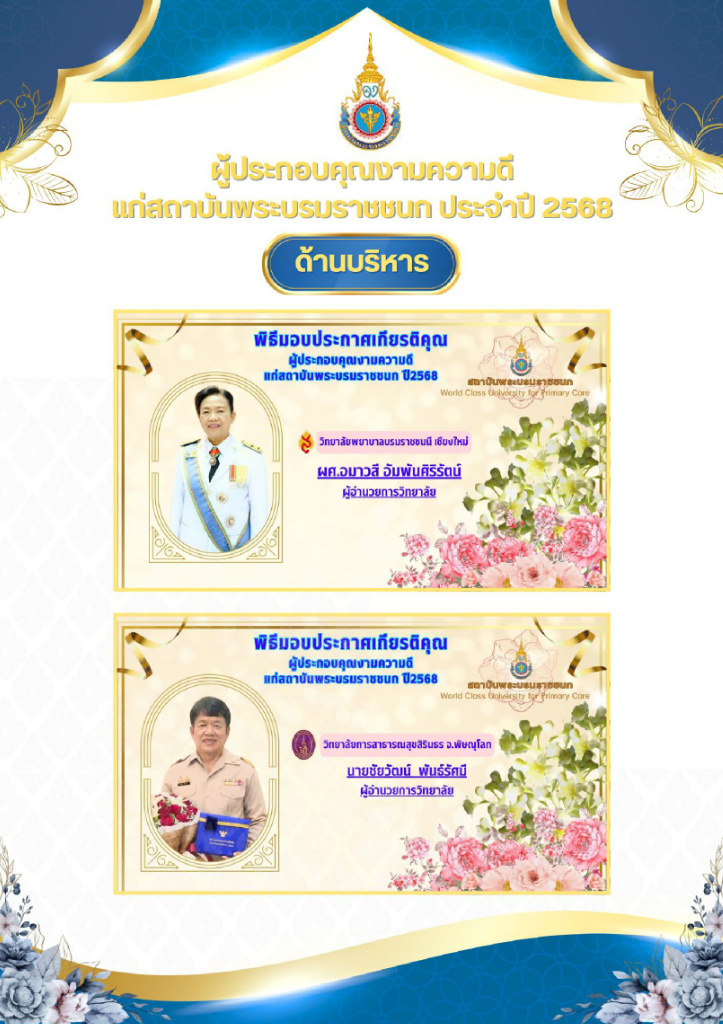 ผู้ประกอบคุณงามความดี
แก่สถาบันพระบรมราชชนก ประจำปี 2568
ด้านบริหาร
พิธีมอบประกาศเกียรติคุณ
ผู้ประกอบคุณงามความดี
แก่สถาบันพระบรมราชชนก ปี2568
สถาบันพระบรมราชชนก
World Class University for Primary Care
วิทยาลัยพยาบาลบรมราชชนนี เชียงใหม่
ผศ.อมาวสี อัมพันศิริรัตน์
ผู้อำนวยการวิทยาลัย
พิธีมอบประกาศเกียรติคุณ
ผู้ประกอบคุณงามความดี
แก่สถาบันพระบรมราชชนก ปี2568
สถาบันพระบรมราชชนก
World Class University for Primary Care
วิทยาลัยการสาธารณสุขสิรินธร จ.พิษณุโลก
นายชัยวัฒน์ พันธ์รัศมี
ผู้อำนวยการวิทยาลัย